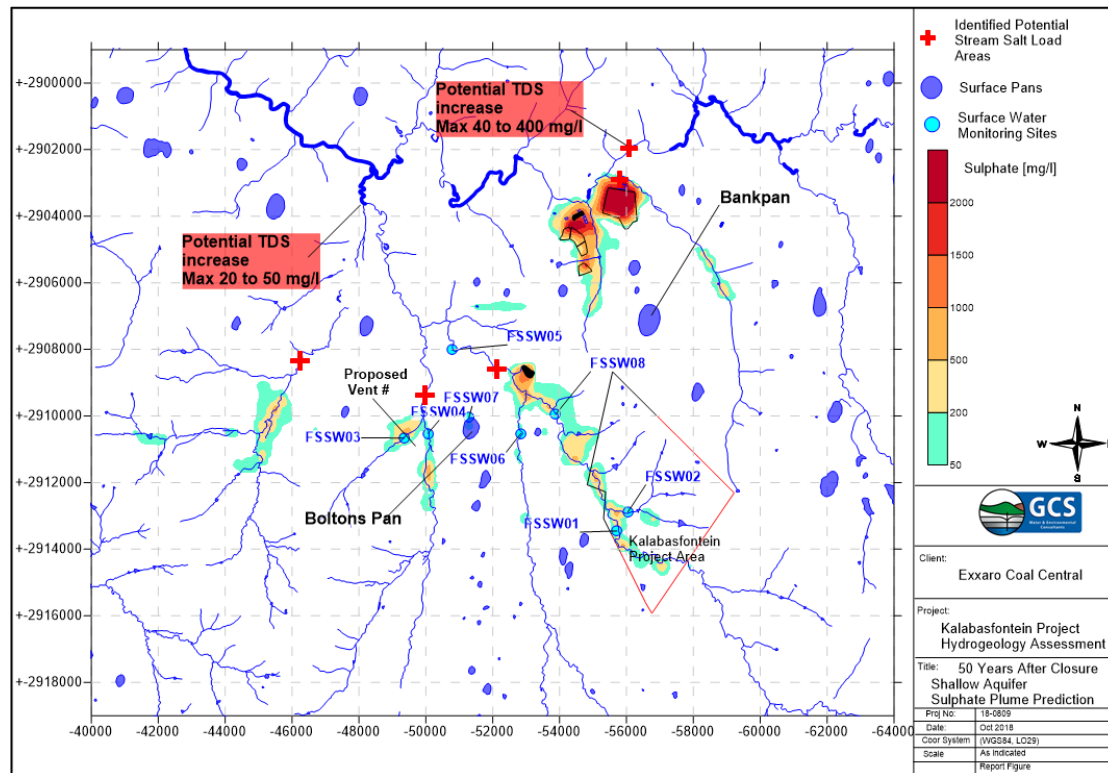 Potential TDS
increase
Max 40 to 400 mg/l
Bankpan
Potential TDS
increase
Max 20 to 50 mg/l
FSSW05
FSSW08
Proposed
Vent #
FSSW07
FSSW04
FSSW03
FSSW06
FSSW02
Boltons Pan
FSSW01
Kalabasfontein
Project Area
+-2900000
+-2902000
+-2904000
+-2906000
+-2908000
+-2910000
+-2912000
+-2914000
+-2916000
+-2918000
-40000
-42000
-44000
-46000
-48000
-50000
-52000
-54000
-56000
-58000
-60000
-62000
-64000
Identified Potential
Stream Salt Load
Areas
Surface Pans
Surface Water
Monitoring Sites
Sulphate [mg/l]
2000
1500
1000
500
200
50
N
W
S
GCS
Water & Environmental
Consultants
Client:
Exxaro Coal Central
Project:
Kalabasfontein Project
Hydrogeology Assessment
Title: 50 Years After Closure
Shallow Aquifer
Sulphate Plume Prediction
Proj No: 18-0809
Date: Oct 2018
Coor System (WGS84, LO29)
Scale As Indicated
Report Figure